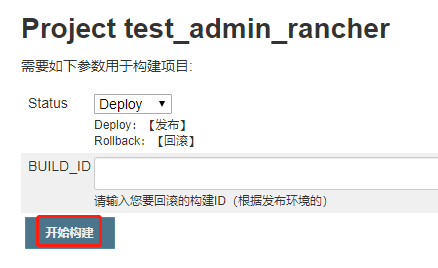 Project test_admin_rancher
需要如下参数用于构建项目:
Status
Deploy
Deploy：【发布】
Rollback：【回滚】
BUILD_ID
请输入您要回滚的构建ID（根据发布环境的）
开始构建